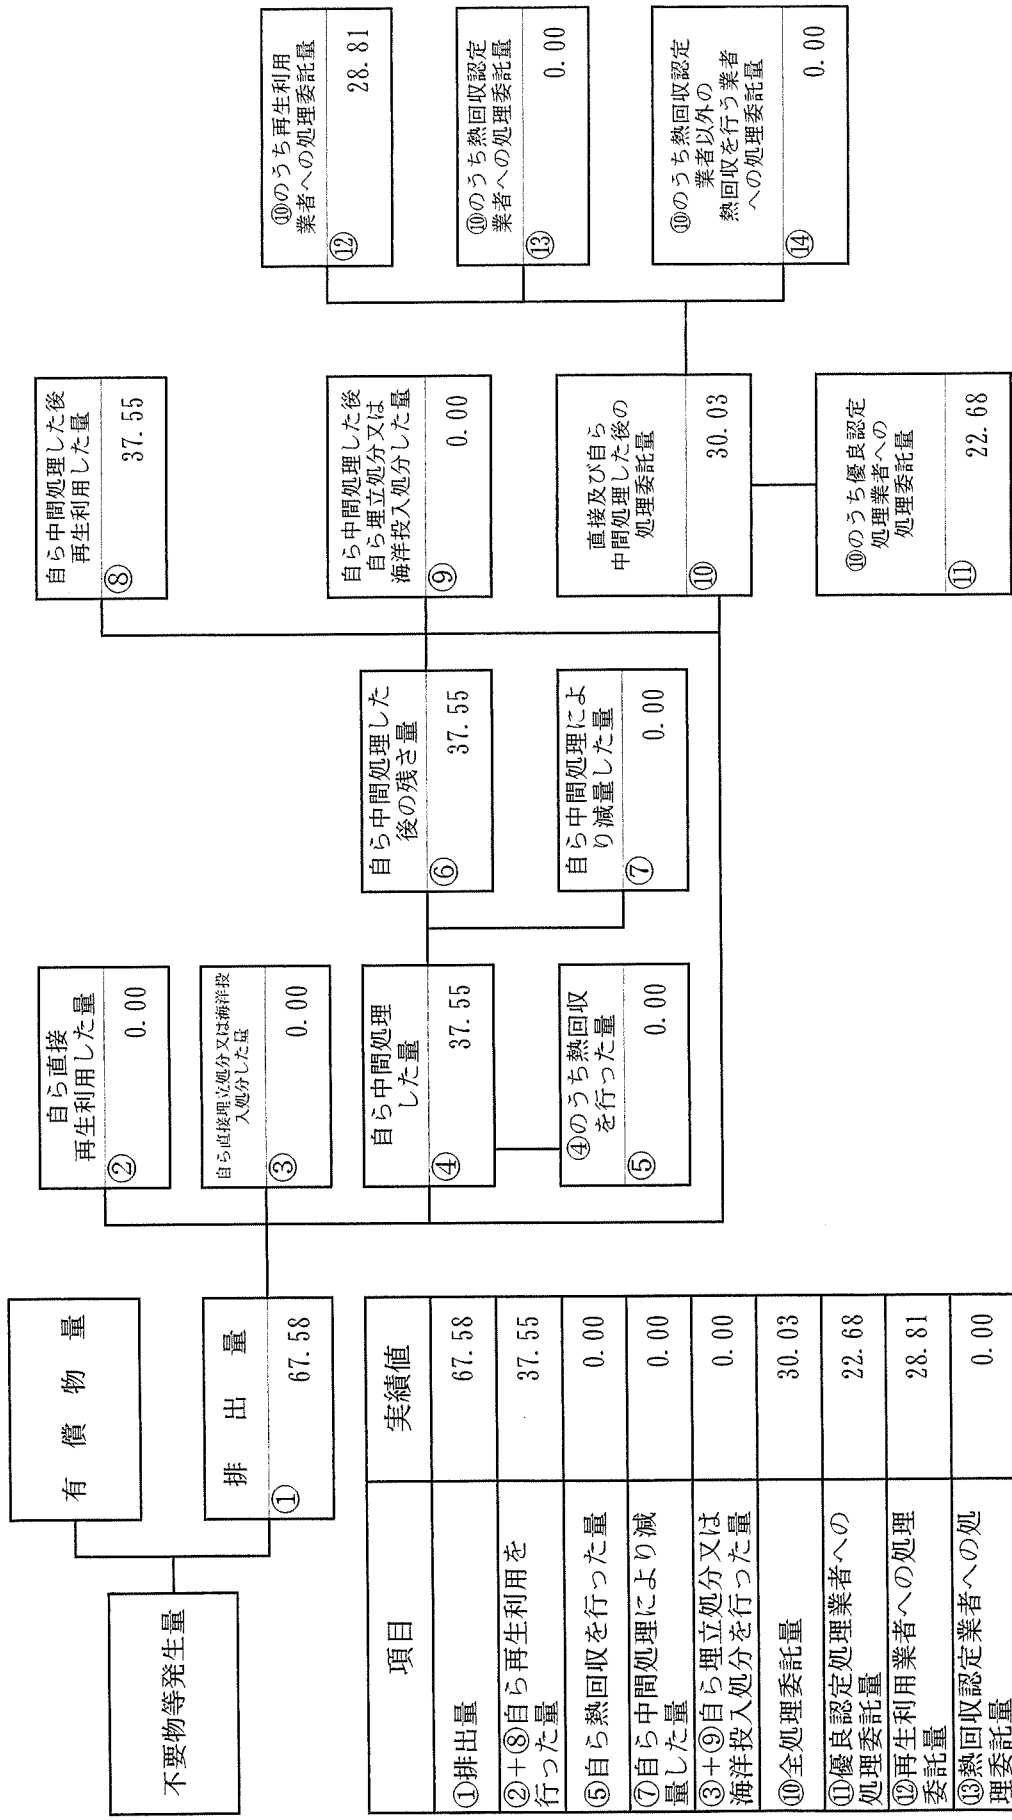 不要物等発生量
有償物量
排出量
① 67.58
自ら直接
再生利用した量
② 0.00
自ら直接埋立処分又は海洋投
入処分した量
③ 0.00
自ら中間処理
した量
④ 37.55
④のうち熱回収
を行った量
⑤ 0.00
自ら中間処理した
後の残さ量
⑥ 37.55
自ら中間処理によ
り減量した量
⑦ 0.00
自ら中間処理した後
再生利用した量
⑧ 37.55
自ら中間処理した後
自ら埋立処分又は
海洋投入処分した量
⑨ 0.00
直接及び自ら
中間処理した後の
処理委託量
⑩ 30.03
⑩のうち優良認定
処理業者への
処理委託量
⑪ 22.68
⑩のうち再生利用
業者への処理委託量
⑫ 28.81
⑩のうち熱回収認定
業者への処理委託量
⑬ 0.00
⑩のうち熱回収認定
業者以外の
熱回収を行う業者
への処理委託量
⑭ 0.00
項目 実績値
①排出量 67.58
②+⑧自ら再生利用を
行った量 37.55
⑤自ら熱回収を行った量 0.00
⑦自ら中間処理により減
量した量 0.00
③+⑨自ら埋立処分又は
海洋投入処分を行った量 0.00
⑩全処理委託量 30.03
⑪優良認定処理業者への
処理委託量 22.68
⑫再生利用業者への処理
委託量 28.81
⑬熱回収認定業者への処
理委託量 0.00